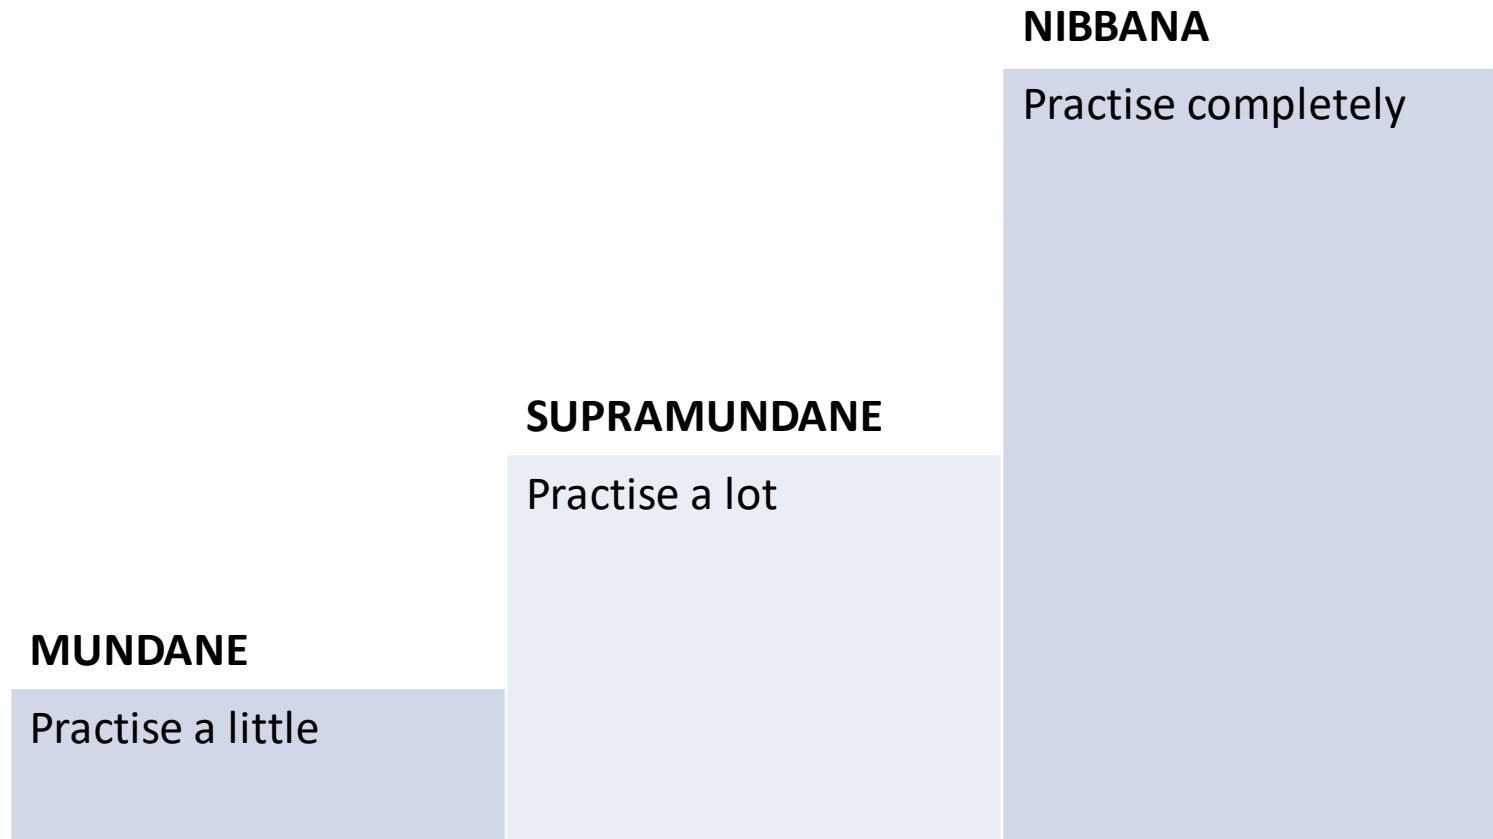 NIBBANA
Practise completely
SUPRAMUNDANE
Practise a lot
MUNDANE
Practise a little